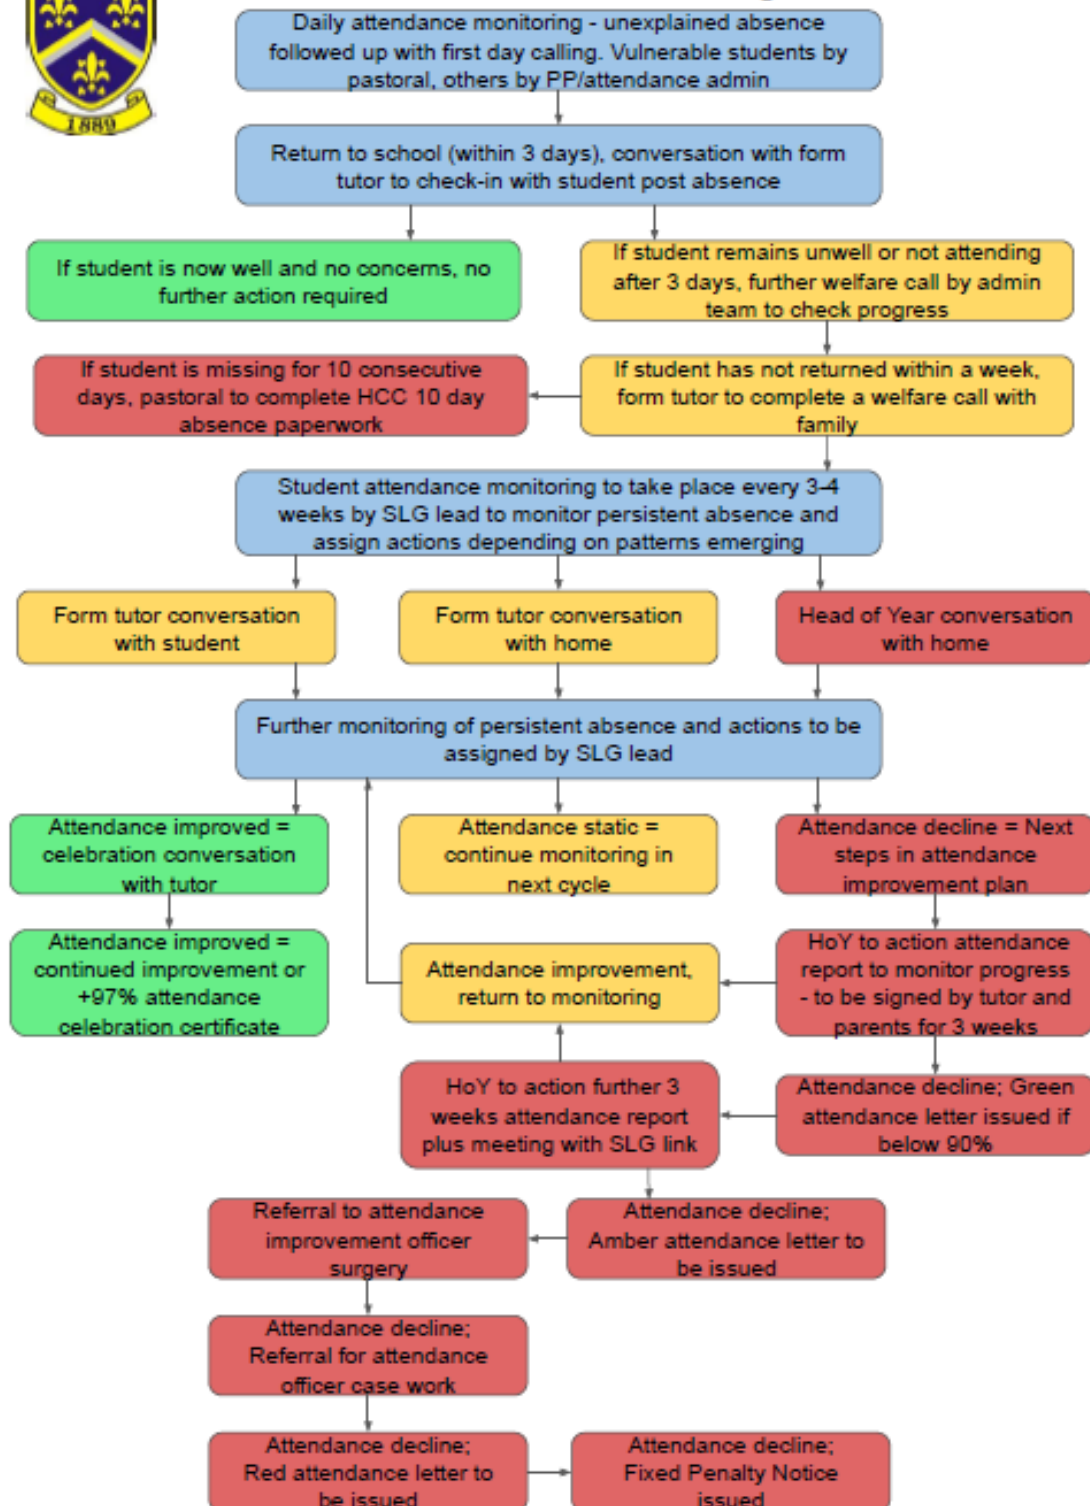 1889
Daily attendance monitoring - unexplained absence
followed up with first day calling. Vulnerable students by
pastoral, others by PP/attendance admin
Return to school (within 3 days), conversation with form
tutor to check-in with student post absence
If student is now well and no concerns, no
further action required
If student remains unwell or not attending
after 3 days, further welfare call by admin
team to check progress
If student is missing for 10 consecutive
days, pastoral to complete HCC 10 day
absence paperwork
If student has not returned within a week,
form tutor to complete a welfare call with
family
Student attendance monitoring to take place every 3-4
weeks by SLG lead to monitor persistent absence and
assign actions depending on patterns emerging
Form tutor conversation
with student
Form tutor conversation
with home
Head of Year conversation
with home
Further monitoring of persistent absence and actions to be
assigned by SLG lead
Attendance improved =
celebration conversation
with tutor
Attendance static =
continue monitoring in
next cycle
Attendance decline = Next
steps in attendance
improvement plan
Attendance improved =
continued improvement or
+97% attendance
celebration certificate
Attendance improvement,
return to monitoring
HoY to action attendance
report to monitor progress
- to be signed by tutor and
parents for 3 weeks
HoY to action further 3
weeks attendance report
plus meeting with SLG link
Attendance decline; Green
attendance letter issued if
below 90%
Referral to attendance
improvement officer
surgery
Attendance decline;
Amber attendance letter to
be issued
Attendance decline;
Referral for attendance
officer case work
Attendance decline;
Red attendance letter to
be issued
Attendance decline;
Fixed Penalty Notice
issued